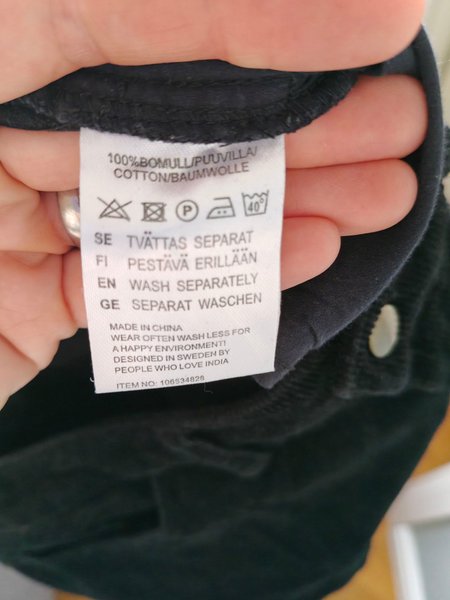 100%BOMULL/PUUVILLA/
COTTON/BAUMWOLLE
P 40°
SE TVÄTTAS SEPARAT
FI PESTÄVÄ ERILLÄÄN
EN WASH SEPARATELY
GE SEPARAT WASCHEN
MADE IN CHINA
WEAR OFTEN WASH LESS FOR
A HAPPY ENVIRONMENT!
DESIGNED IN SWEDEN BY
PEOPLE WHO LOVE INDIA
ITEM NO: 106534826